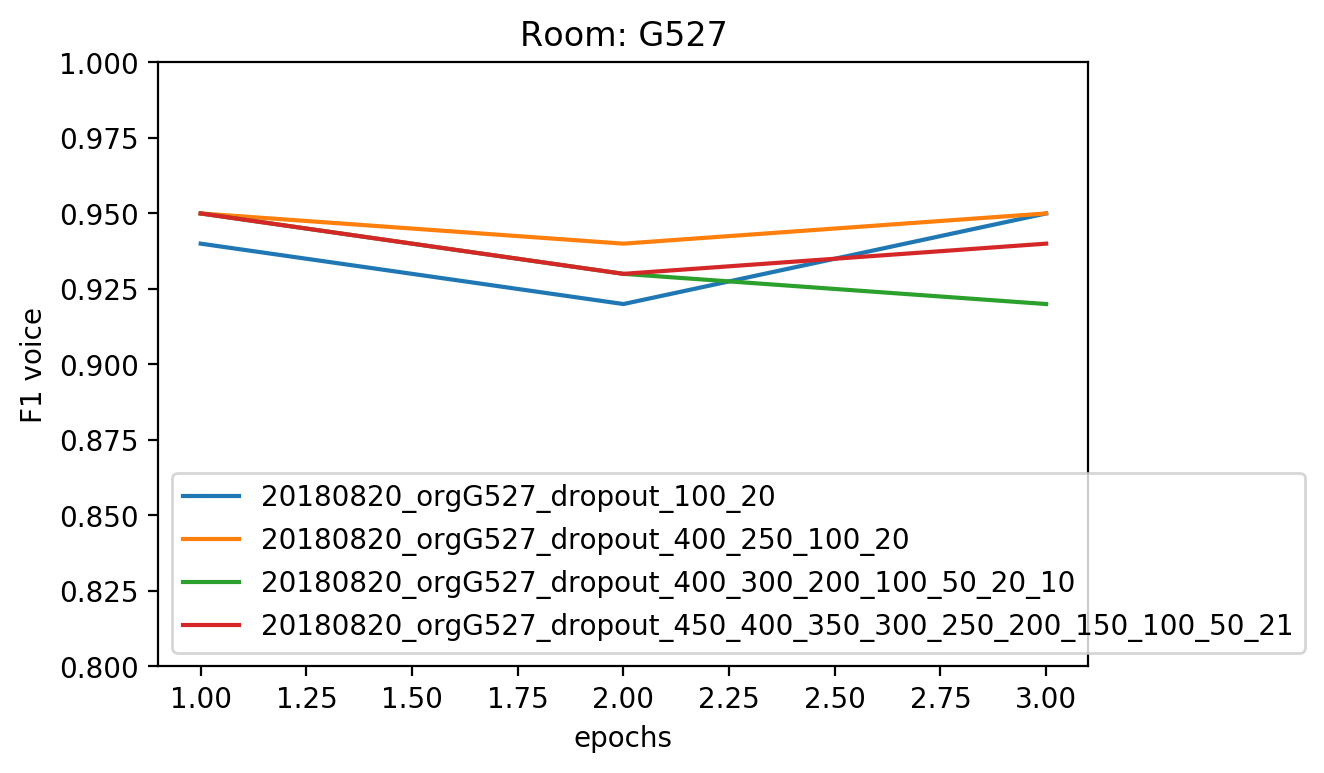 Room: G527
1.000
0.975
0.950
0.925
0.900
0.875
0.850
0.825
0.800
F1 voice
20180820_orgG527_dropout_100_20
20180820_orgG527_dropout_400_250_100_20
20180820_orgG527_dropout_400_300_200_100_50_20_10
20180820_orgG527_dropout_450_400_350_300_250_200_150_100_50_21
1.00 1.25 1.50 1.75 2.00 2.25 2.50 2.75 3.00
epochs